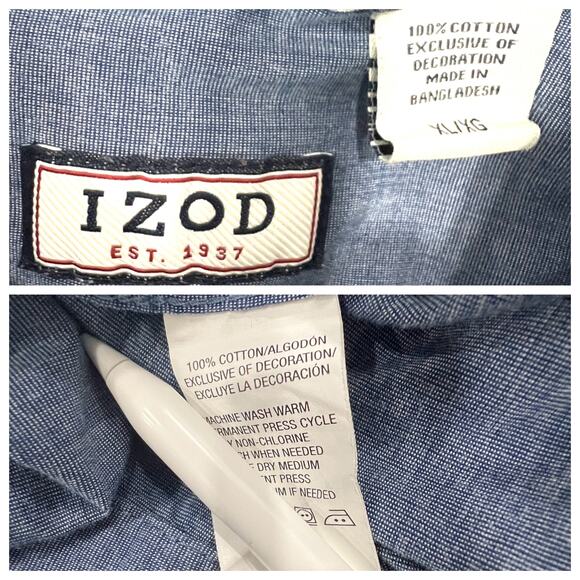 100% COTTON
EXCLUSIVE OF
DECORATION
MADE IN
BANGLADESH
XL/XG
IZOD
EST. 1937
100% COTTON/ALGODÓN
EXCLUSIVE OF DECORATION/
EXCLUYE LA DECORACIÓN
MACHINE WASH WARM
PERMANENT PRESS CYCLE
NON-CHLORINE
WHEN NEEDED
DRY MEDIUM
PRESS
IF NEEDED